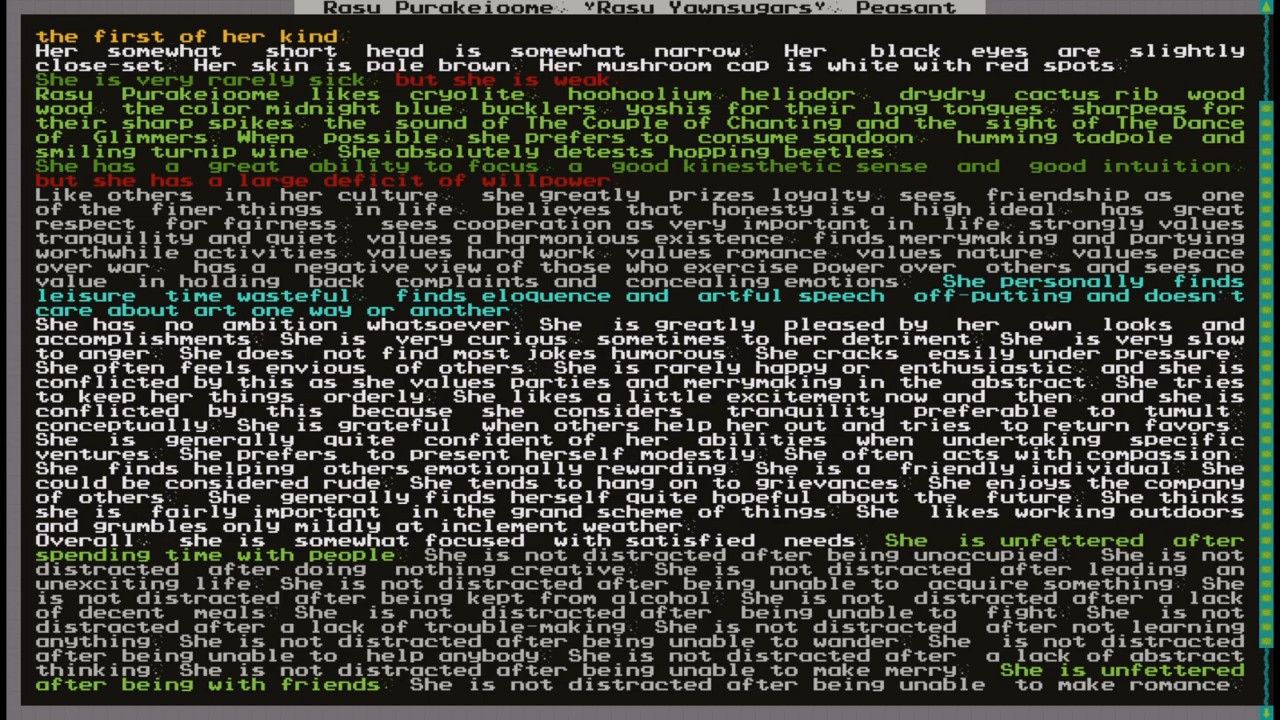 Rasu Purakeioome, "Rasu Yawnsugars", Peasant
the first of her kind.
Her somewhat short head is somewhat narrow. Her black eyes are slightly
close-set. Her skin is pale brown. Her mushroom cap is white with red spots.
She is very rarely sick, but she is weak.
Rasu Purakeioome likes cryolite, hoohoolium, heliodor, drydry cactus rib wood
wood, the color midnight blue, bucklers, yoshis for their long tongues, sharpeas for
their sharp spikes, the sound of The Couple of Chanting and the sight of The Dance
of Glimmers. When possible, she prefers to consume sandoon, humming tadpole and
smiling turnip wine. She absolutely detests hopping beetles.
She has a great ability to focus, a good kinesthetic sense and good intuition,
but she has a large deficit of willpower.
Like others in her culture, she greatly prizes loyalty, sees friendship as one
of the finer things in life, believes that honesty is a high ideal, has great
respect for fairness, sees cooperation as very important in life, strongly values
tranquility and quiet, values a harmonious existence, finds merrymaking and partying
worthwhile activities, values hard work, values romance, values nature, values peace
over war, has a negative view of those who exercise power over others and sees no
value in holding back complaints and concealing emotions. She personally finds
leisure time wasteful, finds eloquence and artful speech off-putting and doesn't
care about art one way or another.
She has no ambition whatsoever. She is greatly pleased by her own looks and
accomplishments. She is very curious, sometimes to her detriment. She is very slow
to anger. She does not find most jokes humorous. She cracks easily under pressure.
She often feels envious of others. She is rarely happy or enthusiastic, and she is
conflicted by this as she values parties and merrymaking in the abstract. She tries
to keep her things orderly. She likes a little excitement now and then, and she is
conflicted by this because she considers tranquility preferable to tumult
conceptually. She is grateful when others help her out and tries to return favors.
She is generally quite confident of her abilities when undertaking specific
ventures. She prefers to present herself modestly. She often acts with compassion.
She finds helping others emotionally rewarding. She is a friendly individual. She
could be considered rude. She tends to hang on to grievances. She enjoys the company
of others. She generally finds herself quite hopeful about the future. She thinks
she is fairly important in the grand scheme of things. She likes working outdoors
and grumbles only mildly at inclement weather.
Overall, she is somewhat focused with satisfied needs. She is unfettered after
spending time with people. She is not distracted after being unoccupied. She is not
distracted after doing nothing creative. She is not distracted after leading an
unexciting life. She is not distracted after being unable to acquire something. She
is not distracted after being kept from alcohol. She is not distracted after a lack
of decent meals. She is not distracted after being unable to fight. She is not
distracted after a lack of trouble-making. She is not distracted after not learning
anything. She is not distracted after being unable to wander. She is not distracted
after being unable to help anybody. She is not distracted after a lack of abstract
thinking. She is not distracted after being unable to make merry. She is unfettered
after being with friends. She is not distracted after being unable to make romance.